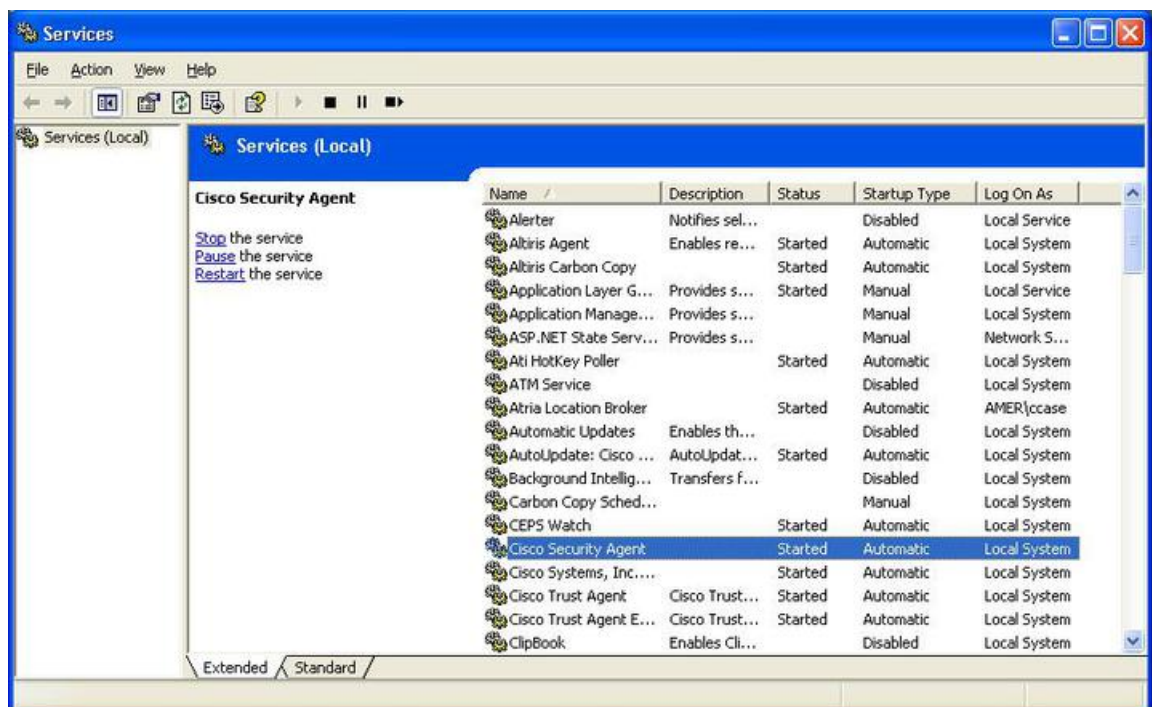 Services
File Action View Help
Services (Local)
Services (Local)
Cisco Security Agent
Stop the service
Pause the service
Restart the service
Name Description Status Startup Type Log On As
Alerter Notifies sel... Disabled Local Service
Altiris Agent Enables re... Started Automatic Local System
Altiris Carbon Copy Started Automatic Local System
Application Layer G... Provides s... Started Manual Local Service
Application Manage... Provides s... Manual Local System
ASP.NET State Serv... Provides s... Manual Network S...
Ati HotKey Poller Started Automatic Local System
ATM Service Disabled Local System
Atria Location Broker Started Automatic AMER\ccase
Automatic Updates Enables th... Disabled Local System
AutoUpdate: Cisco ... AutoUpdat... Started Automatic Local System
Background Intellig... Transfers f... Disabled Local System
Carbon Copy Sched... Manual Local System
CEPS Watch Started Automatic Local System
Cisco Security Agent Started Automatic Local System
Cisco Systems, Inc.... Started Automatic Local System
Cisco Trust Agent Cisco Trust... Started Automatic Local System
Cisco Trust Agent E... Cisco Trust... Started Automatic Local System
ClipBook Enables Cli... Disabled Local System
Extended Standard